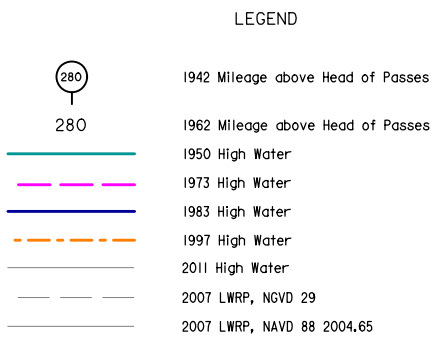 LEGEND
280 1942 Mileage above Head of Passes
280 1962 Mileage above Head of Passes
1950 High Water
1973 High Water
1983 High Water
1997 High Water
2011 High Water
2007 LWRP, NGVD 29
2007 LWRP, NAVD 88 2004.65